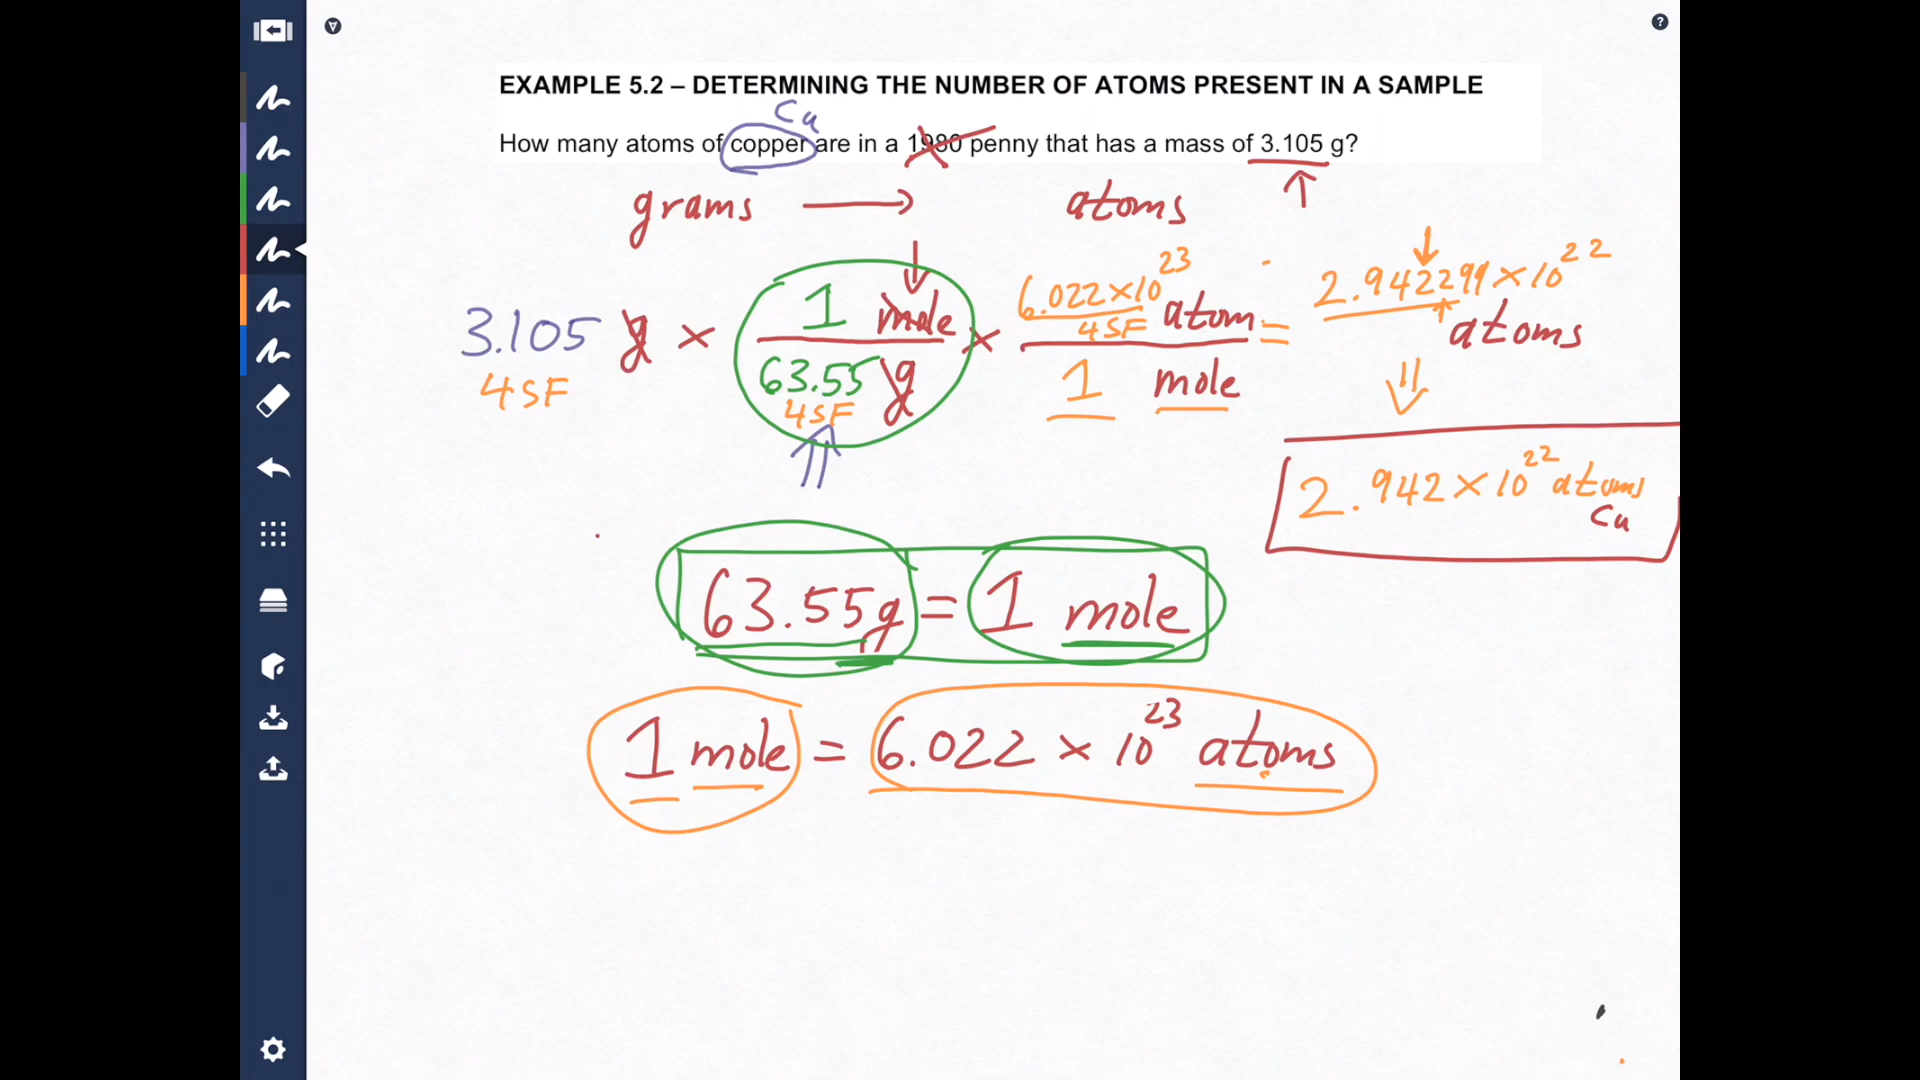 EXAMPLE 5.2 – DETERMINING THE NUMBER OF ATOMS PRESENT IN A SAMPLE
Cu
How many atoms of copper are in a 1980 penny that has a mass of 3.105 g?
grams → atoms
3.105 g × 1 mole / 63.55 g × 6.022×10^23 atom / 1 mole = 2.942299×10^22 atoms
4SF 4SF 4SF
2.942×10^22 atoms
Cu
63.55g = 1 mole
1 mole = 6.022 × 10^23 atoms